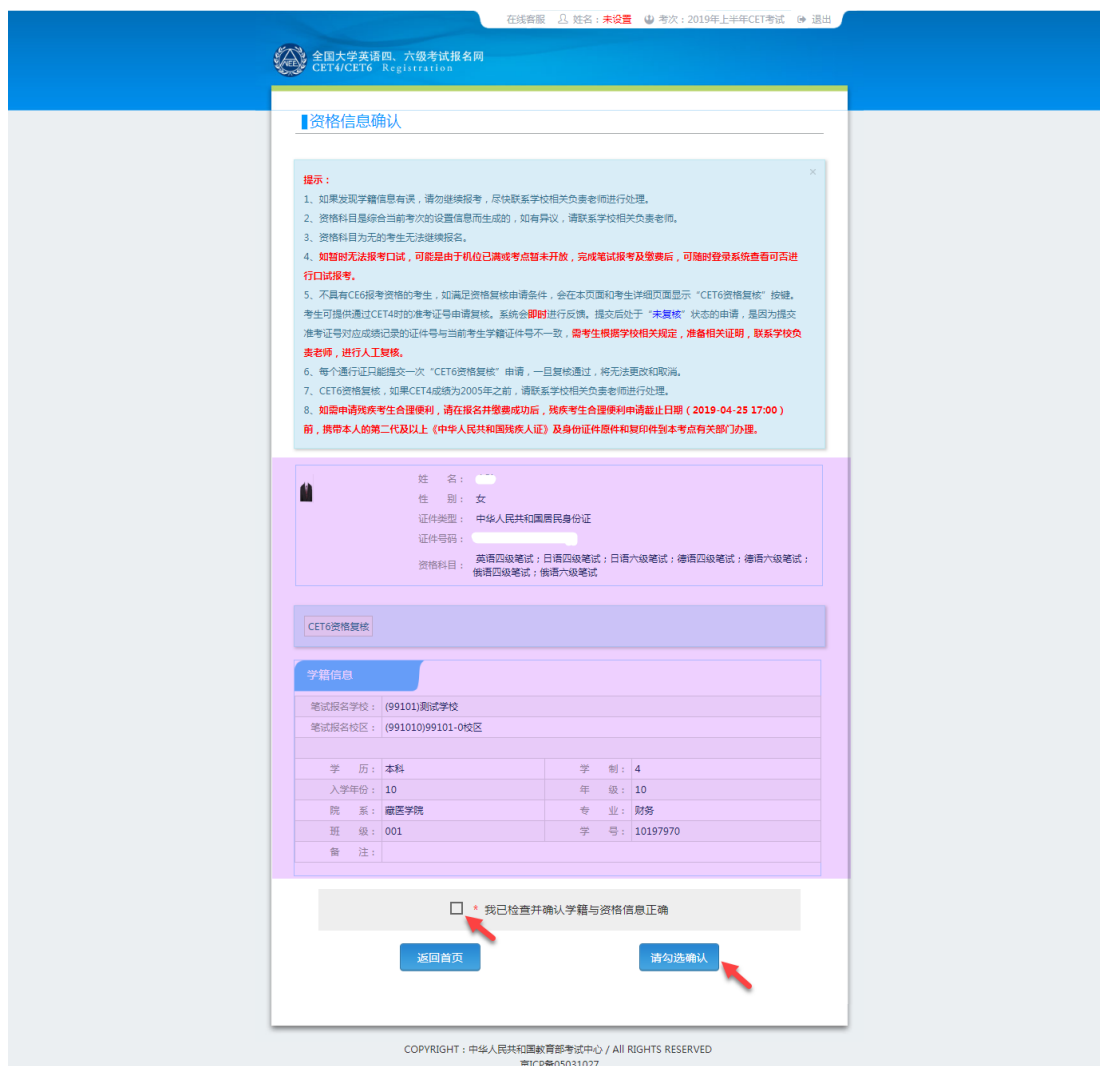 在线客服 姓名：未设置 考次：2019年上半年CET考试 退出
全国大学英语四、六级考试报名网
CET4/CET6 Registration
资格信息确认
×
提示：
1、如果发现学籍信息有误，请勿继续报考，尽快联系学校相关负责老师进行处理。
2、资格科目是综合当前考次的设置信息而生成的，如有异议，请联系学校相关负责老师。
3、资格科目为无的考生无法继续报名。
4、如暂时无法报考口试，可能是由于机位已满或考点暂未开放，完成笔试报考及缴费后，可随时登录系统查看可否进
行口试报考。
5、不具有CE6报考资格的考生，如满足资格复核申请条件，会在本页面和考生详细页面显示“CET6资格复核”按键。
考生可提供通过CET4时的准考证号申请复核。系统会即时进行反馈。提交后处于“未复核”状态的申请，是因为提交
准考证号对应成绩记录的证件号与当前考生学籍证件号不一致，需考生根据学校相关规定，准备相关证明，联系学校负
责老师，进行人工复核。
6、每个通行证只能提交一次“CET6资格复核”申请，一旦复核通过，将无法更改和取消。
7、CET6资格复核，如果CET4成绩为2005年之前，请联系学校相关负责老师进行处理。
8、如需申请残疾考生合理便利，请在报名并缴费成功后，残疾考生合理便利申请截止日期（2019-04-25 17:00）
前，携带本人的第二代及以上《中华人民共和国残疾人证》及身份证件原件和复印件到本考点有关部门办理。
姓 名：
性 别： 女
证件类型： 中华人民共和国居民身份证
证件号码：
资格科目： 英语四级笔试；日语四级笔试；日语六级笔试；德语四级笔试；德语六级笔试；
俄语四级笔试；俄语六级笔试
CET6资格复核
学籍信息
笔试报名学校： (99101)测试学校
笔试报名校区： (991010)99101-0校区
学 历： 本科 学 制： 4
入学年份： 10 年 级： 10
院 系： 藏医学院 专 业： 财务
班 级： 001 学 号： 10197970
备 注：
* 我已检查并确认学籍与资格信息正确
返回首页 请勾选确认
COPYRIGHT：中华人民共和国教育部考试中心 / All RIGHTS RESERVED
京ICP备05031027